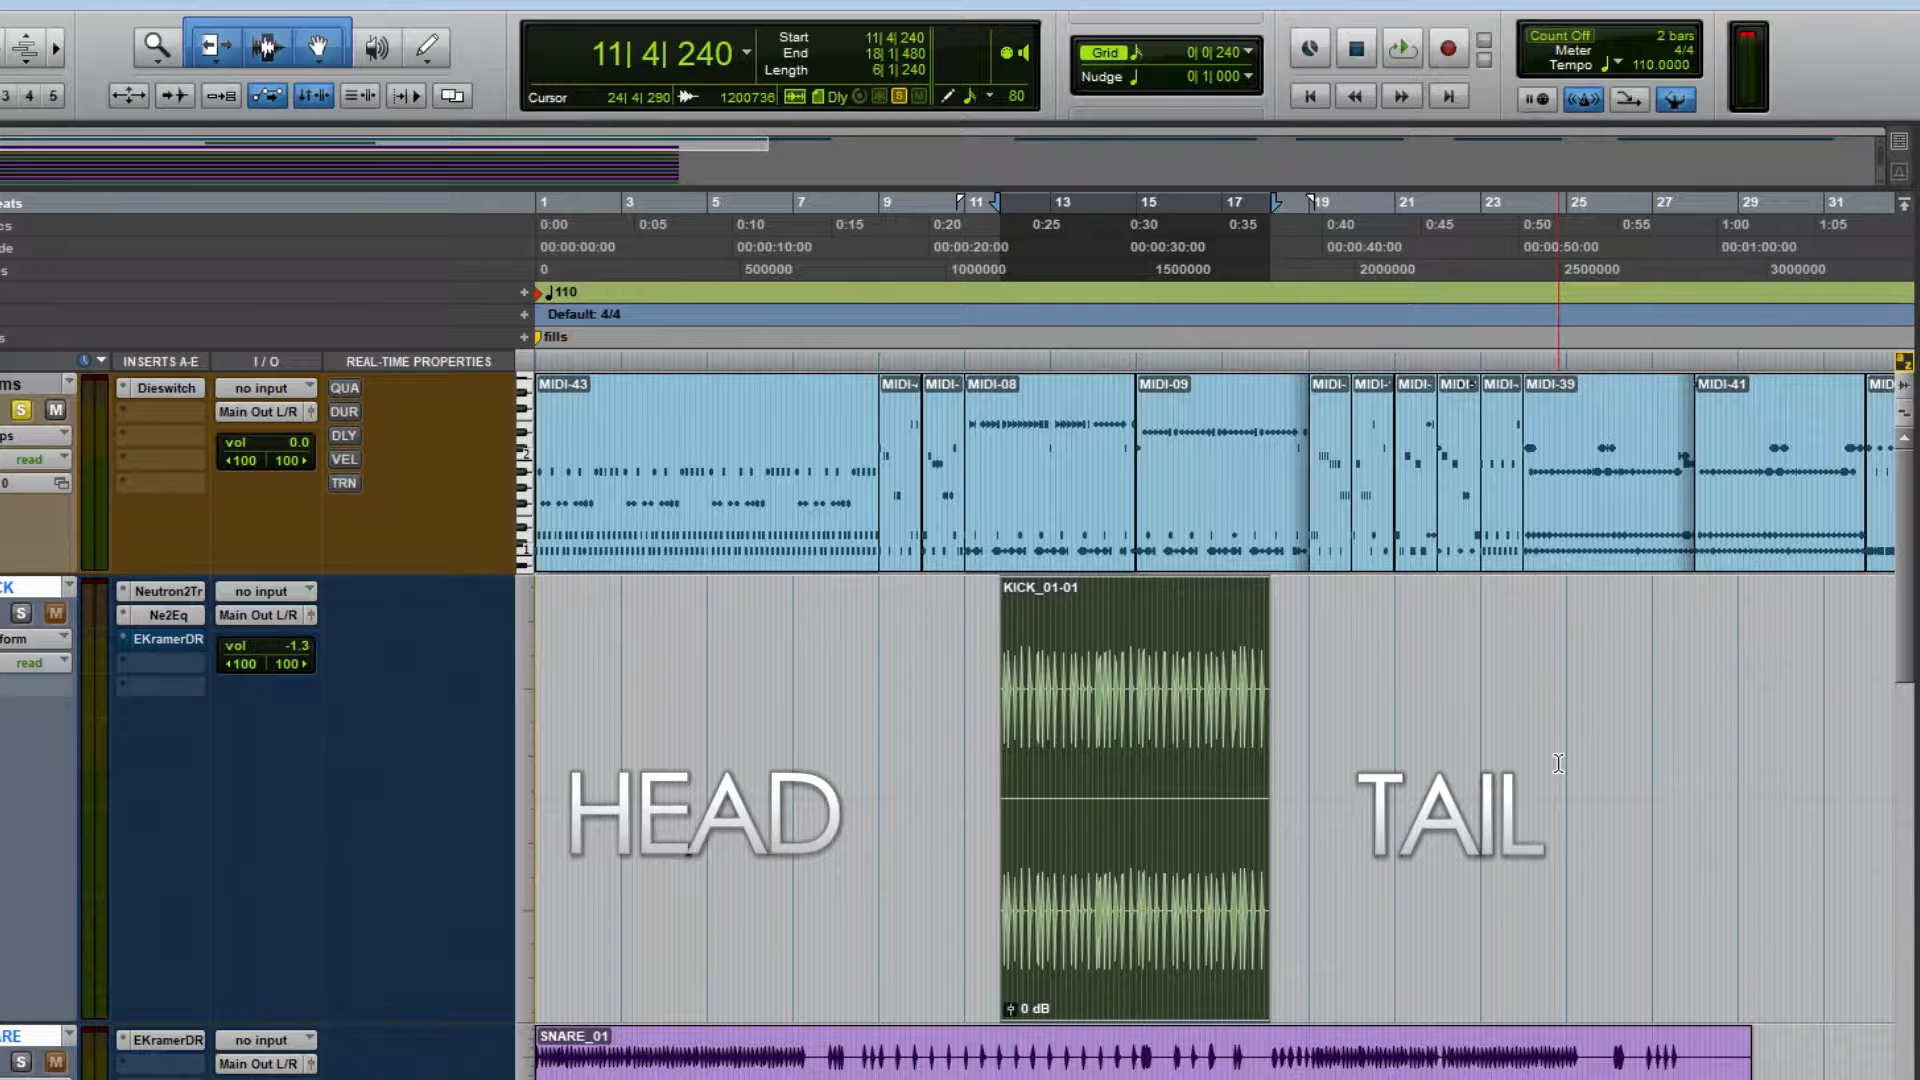 11| 4| 240
Start 11| 4| 240
End 18| 1| 480
Length 6| 1| 240
Cursor 24| 4| 290 1200736 Dly S M 80
Grid 0| 0| 240
Nudge 0| 1| 000
Count Off 2 bars
Meter 4/4
Tempo 110.0000
3 4 5
eats 1 3 5 7 9 11 13 15 17 19 21 23 25 27 29 31
cs 0:00 0:05 0:10 0:15 0:20 0:25 0:30 0:35 0:40 0:45 0:50 0:55 1:00 1:05
de 00:00:00:00 00:00:10:00 00:00:20:00 00:00:30:00 00:00:40:00 00:00:50:00 00:01:00:00
s 0 500000 1000000 1500000 2000000 2500000 3000000
+ 110
+ Default: 4/4
s + fills
INSERTS A-E I / O REAL-TIME PROPERTIES
a z
ms Dieswitch no input QUA
S M Main Out L/R DUR
ps vol 0.0 DLY
read 100 100 VEL
0 TRN
2
1
MIDI-43 MIDI- MIDI- MIDI-08 MIDI-09 MIDI- MIDI- MIDI- MIDI- MIDI- MIDI-39 MIDI-41 MID
CK Neutron2Tr no input
S M Ne2Eq Main Out L/R
form EKramerDR vol -1.3
read 100 100
KICK_01-01
HEAD TAIL
0 dB
RE EKramerDR no input
S M Main Out L/R
SNARE_01